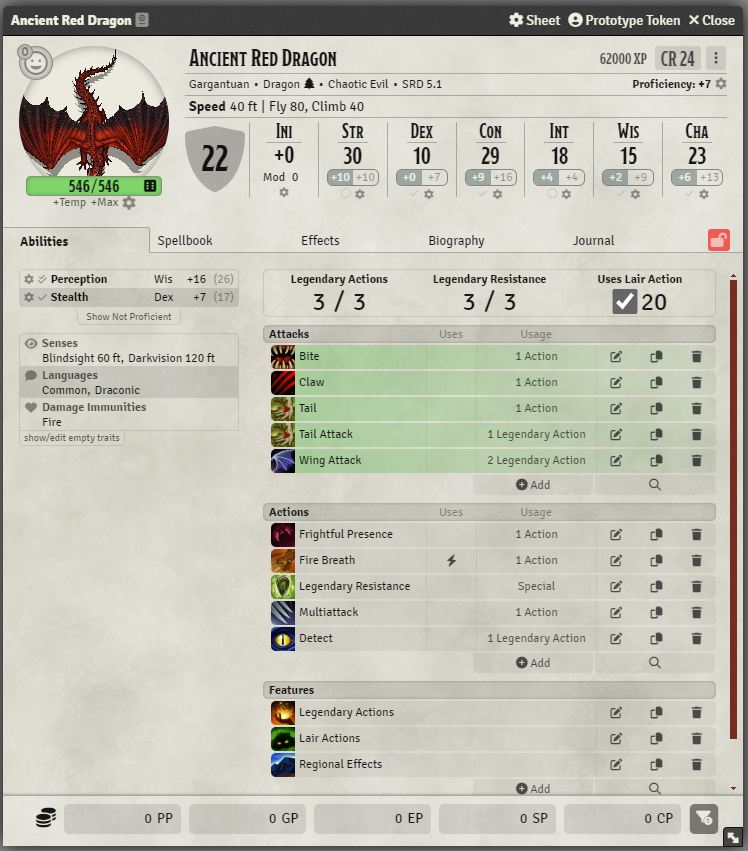 Ancient Red Dragon Sheet Prototype Token Close
0
ANCIENT RED DRAGON 62000 XP CR 24
Gargantuan • Dragon • Chaotic Evil • SRD 5.1 Proficiency: +7
Speed 40 ft | Fly 80, Climb 40
22
INI STR DEX CON INT WIS CHA
+0 30 10 29 18 15 23
Mod 0 +10 +10 +0 +7 +9 +16 +4 +4 +2 +9 +6 +13
546/546
+Temp +Max
Abilities Spellbook Effects Biography Journal
Perception Wis +16 (26)
Stealth Dex +7 (17)
Show Not Proficient
Senses
Blindsight 60 ft, Darkvision 120 ft
Languages
Common, Draconic
Damage Immunities
Fire
show/edit empty traits
Legendary Actions Legendary Resistance Uses Lair Action
3 / 3 3 / 3 20
Attacks Uses Usage
Bite 1 Action
Claw 1 Action
Tail 1 Action
Tail Attack 1 Legendary Action
Wing Attack 2 Legendary Action
Add
Actions Uses Usage
Frightful Presence 1 Action
Fire Breath 1 Action
Legendary Resistance Special
Multiattack 1 Action
Detect 1 Legendary Action
Add
Features
Legendary Actions
Lair Actions
Regional Effects
Add
0 PP 0 GP 0 EP 0 SP 0 CP